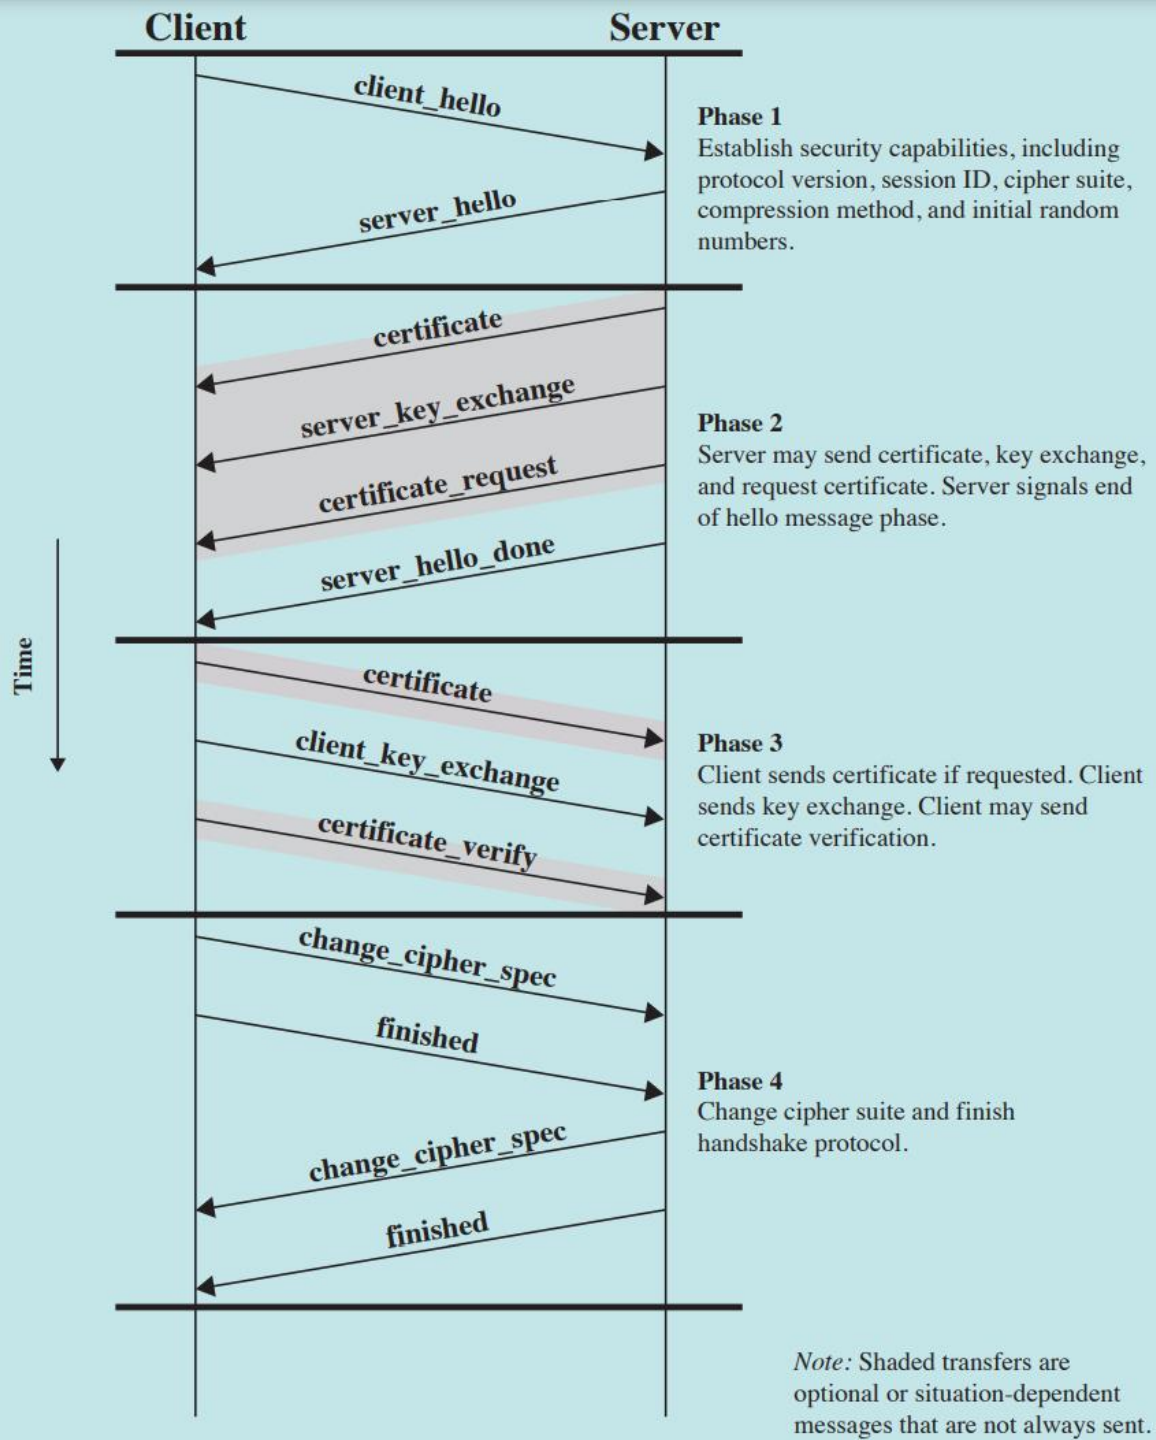 Client
Server
client_hello
server_hello
Phase 1
Establish security capabilities, including
protocol version, session ID, cipher suite,
compression method, and initial random
numbers.
certificate
server_key_exchange
certificate_request
server_hello_done
Phase 2
Server may send certificate, key exchange,
and request certificate. Server signals end
of hello message phase.
Time
certificate
client_key_exchange
certificate_verify
Phase 3
Client sends certificate if requested. Client
sends key exchange. Client may send
certificate verification.
change_cipher_spec
finished
change_cipher_spec
finished
Phase 4
Change cipher suite and finish
handshake protocol.
Note: Shaded transfers are
optional or situation-dependent
messages that are not always sent.